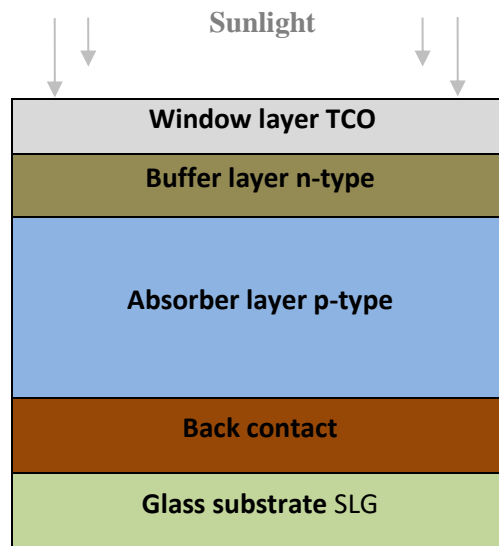 Sunlight
Window layer TCO
Buffer layer n-type
Absorber layer p-type
Back contact
Glass substrate SLG